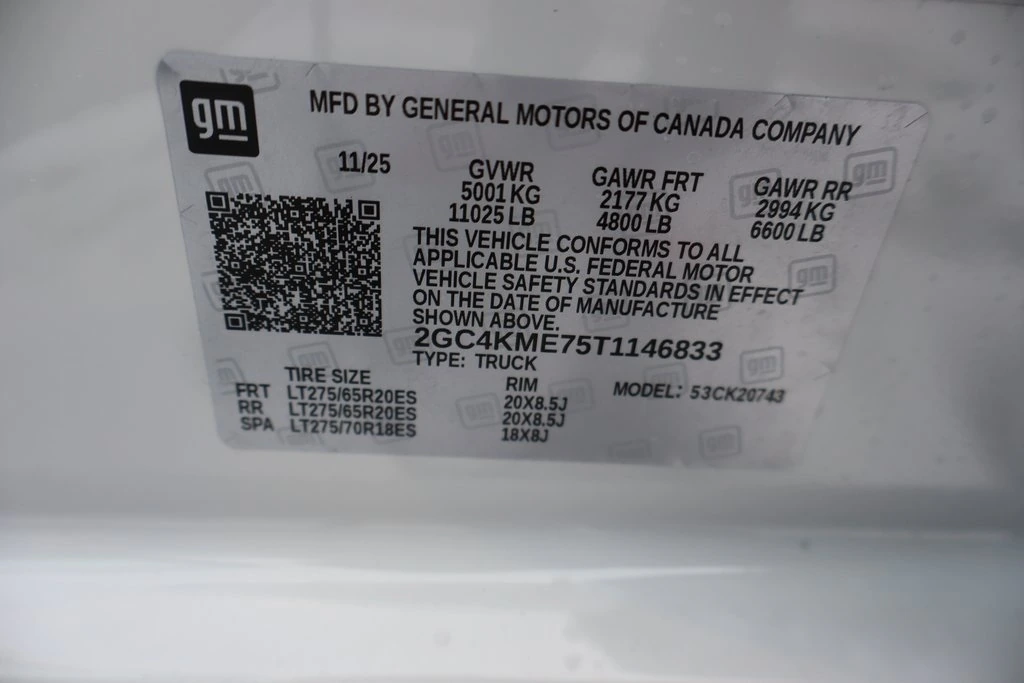 gm
MFD BY GENERAL MOTORS OF CANADA COMPANY
11/25 GVWR GAWR FRT GAWR RR
5001 KG 2177 KG 2994 KG
11025 LB 4800 LB 6600 LB
THIS VEHICLE CONFORMS TO ALL
APPLICABLE U.S. FEDERAL MOTOR
VEHICLE SAFETY STANDARDS IN EFFECT
ON THE DATE OF MANUFACTURE
SHOWN ABOVE.
2GC4KME75T1146833
TYPE: TRUCK
TIRE SIZE RIM MODEL: 53CK20743
FRT LT275/65R20ES 20X8.5J
RR LT275/65R20ES 20X8.5J
SPA LT275/70R18ES 18X8J